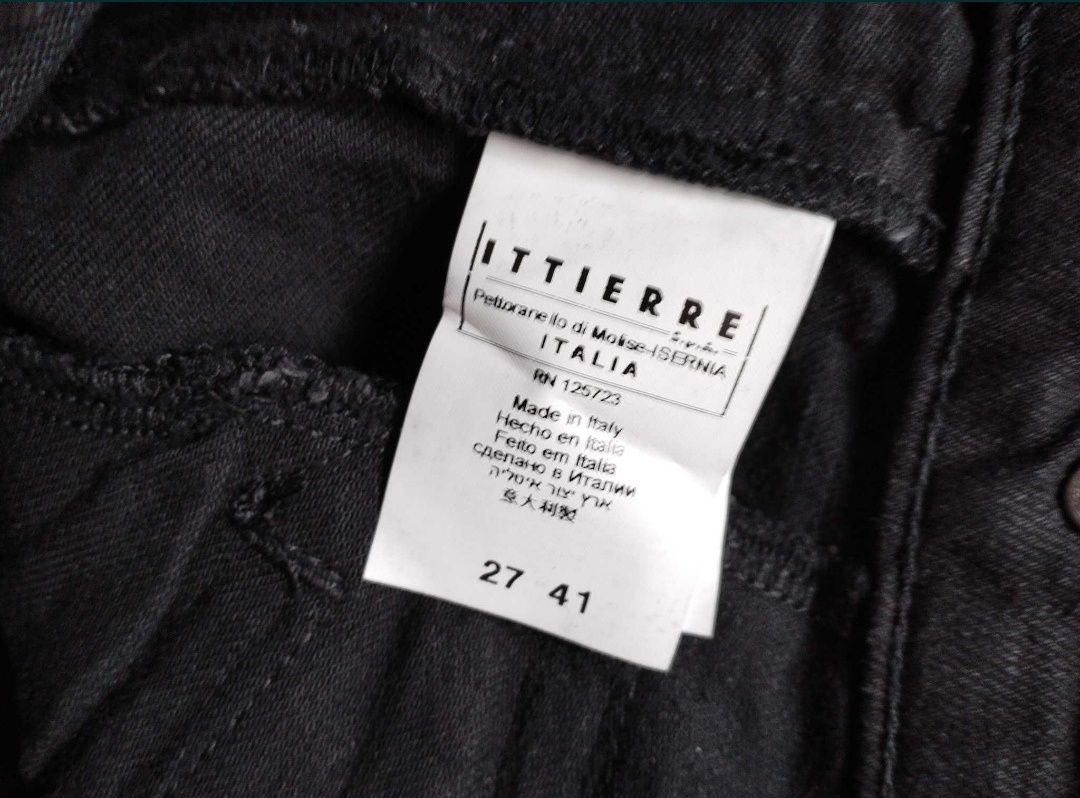 ITTIERRE
Pettoranello di Molise-ISERNIA
ITALIA
RN 125723
Made in Italy
Hecho en Italia
Feito em Italia
сделано в Италии
ארץ יצור איטליה
意大利製
27 41